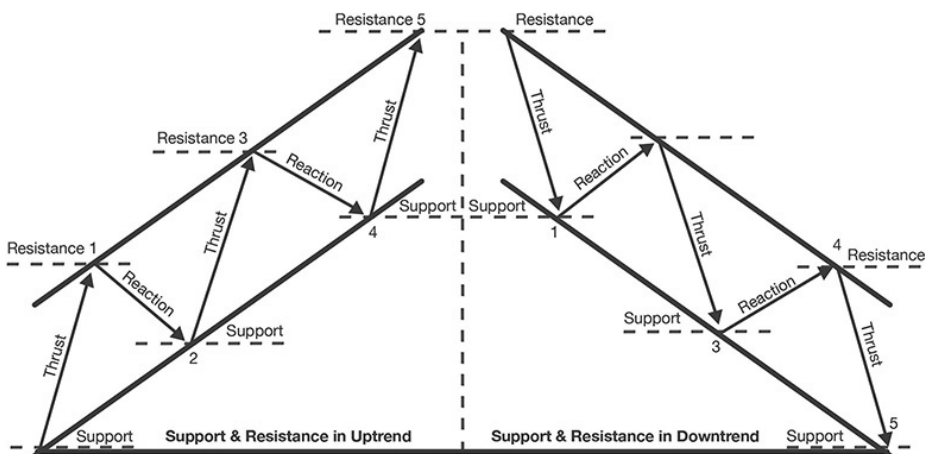 Resistance 5
Resistance
Thrust
Thrust
Resistance 3
Reaction
Reaction
Support
Support
4
1
Thrust
Thrust
Resistance 1
4
Resistance
Reaction
Reaction
Support
Support
2
3
Thrust
Thrust
5
Support
Support & Resistance in Uptrend
Support & Resistance in Downtrend
Support